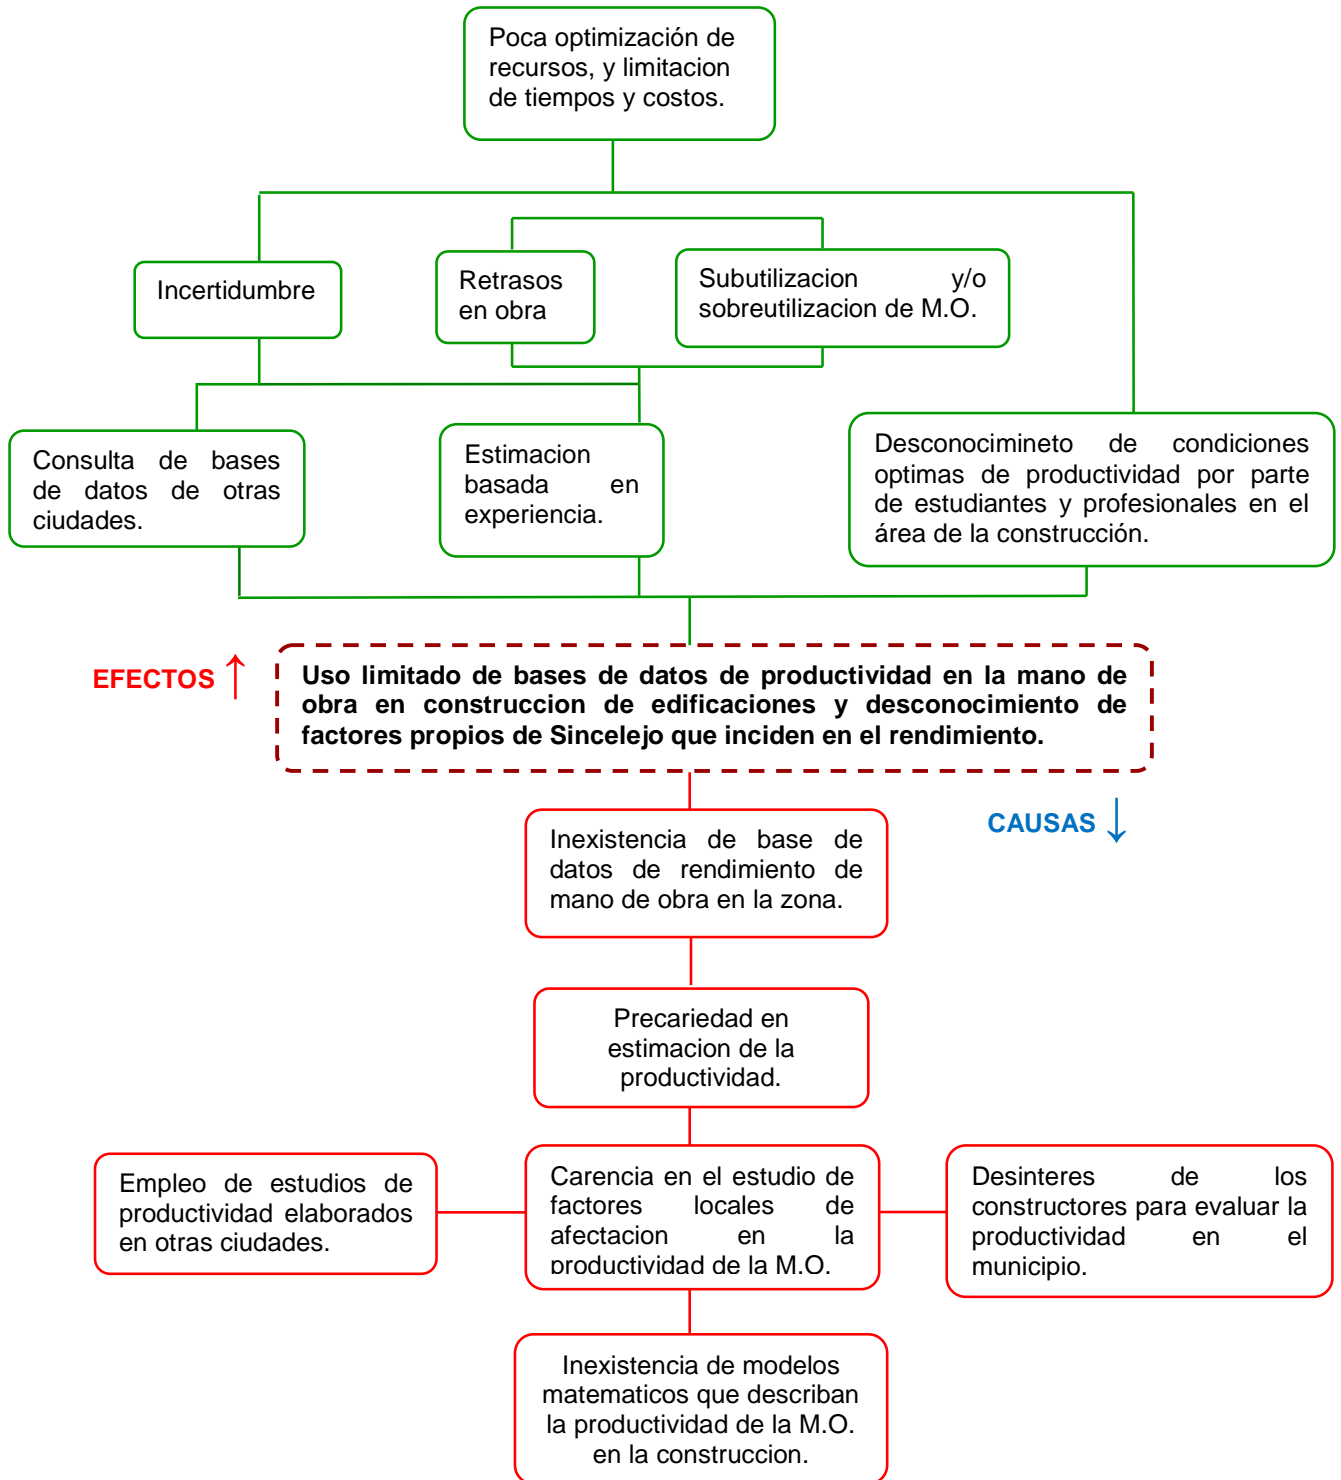 Poca optimización de
recursos, y limitacion
de tiempos y costos.
Incertidumbre
Retrasos
en obra
Subutilizacion y/o
sobreutilizacion de M.O.
Consulta de bases
de datos de otras
ciudades.
Estimacion
basada en
experiencia.
Desconocimineto de condiciones
optimas de productividad por parte
de estudiantes y profesionales en el
área de la construcción.
EFECTOS ↑
Uso limitado de bases de datos de productividad en la mano de
obra en construccion de edificaciones y desconocimiento de
factores propios de Sincelejo que inciden en el rendimiento.
CAUSAS ↓
Inexistencia de base de
datos de rendimiento de
mano de obra en la zona.
Precariedad en
estimacion de la
productividad.
Empleo de estudios de
productividad elaborados
en otras ciudades.
Carencia en el estudio de
factores locales de
afectacion en la
productividad de la M.O.
Desinteres de los
constructores para evaluar la
productividad en el
municipio.
Inexistencia de modelos
matematicos que describan
la productividad de la M.O.
en la construccion.